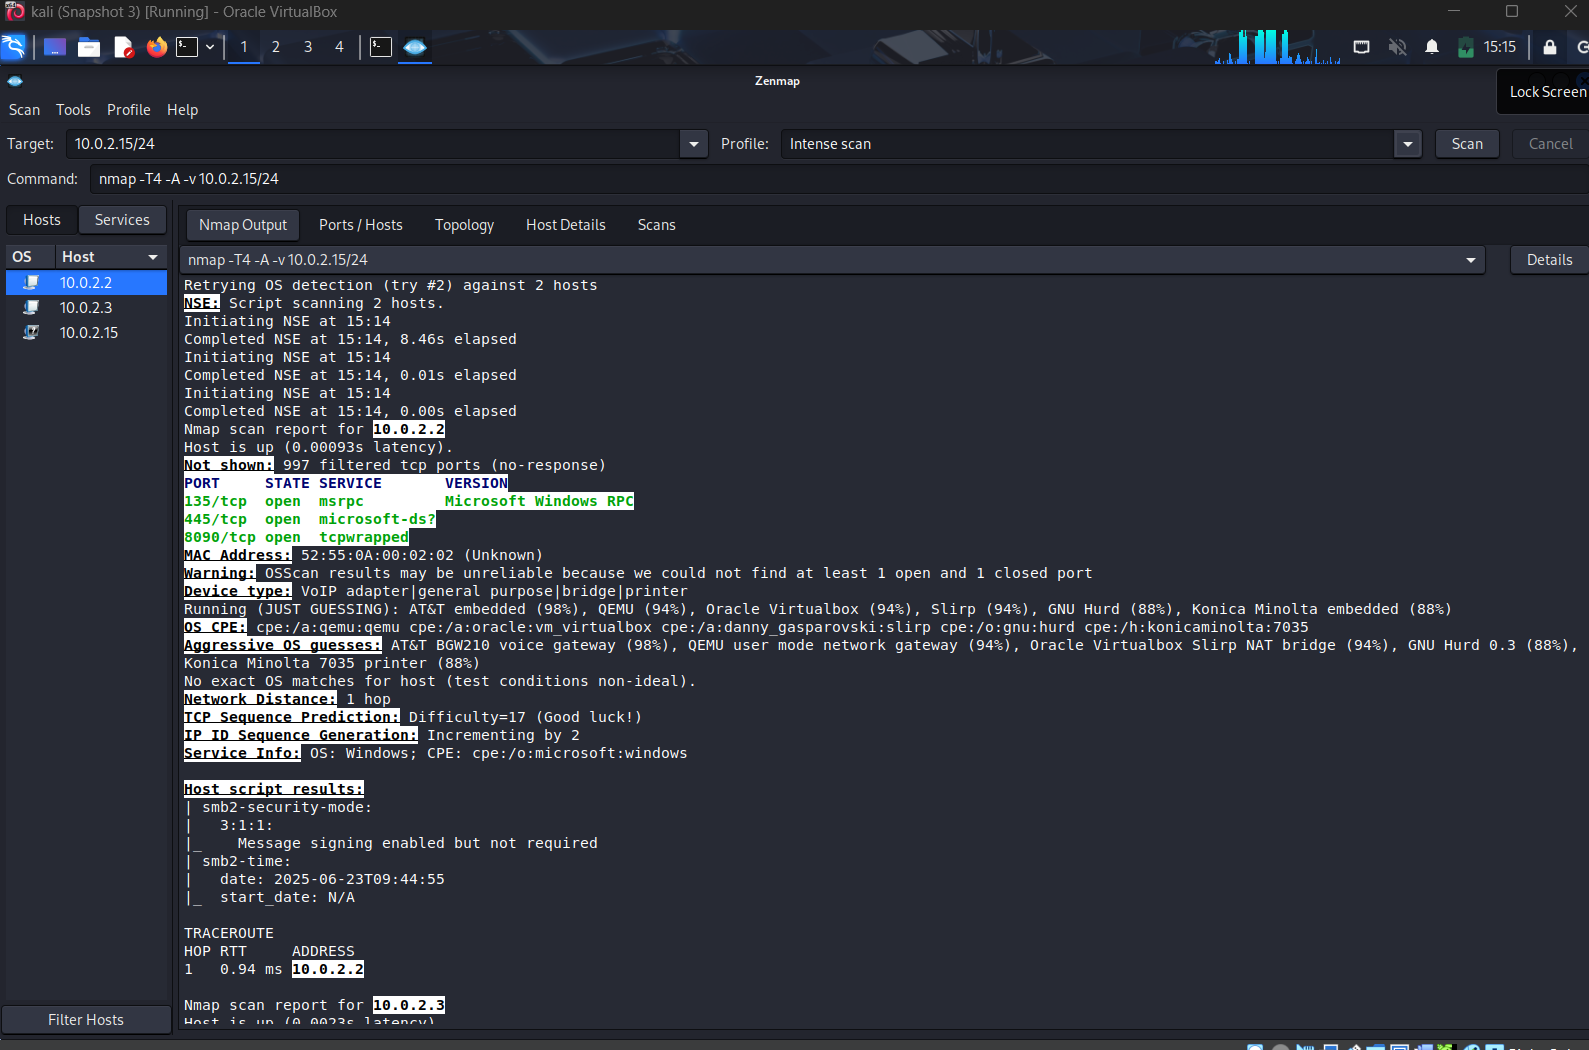 kali (Snapshot 3) [Running] - Oracle VirtualBox
1 2 3 4 15:15
Zenmap
Lock Screen
Scan Tools Profile Help
Target: 10.0.2.15/24 Profile: Intense scan Scan Cancel
Command: nmap -T4 -A -v 10.0.2.15/24
Hosts Services Nmap Output Ports / Hosts Topology Host Details Scans
OS Host nmap -T4 -A -v 10.0.2.15/24 Details
10.0.2.2
10.0.2.3
10.0.2.15
Retrying OS detection (try #2) against 2 hosts
NSE: Script scanning 2 hosts.
Initiating NSE at 15:14
Completed NSE at 15:14, 8.46s elapsed
Initiating NSE at 15:14
Completed NSE at 15:14, 0.01s elapsed
Initiating NSE at 15:14
Completed NSE at 15:14, 0.00s elapsed
Nmap scan report for 10.0.2.2
Host is up (0.00093s latency).
Not shown: 997 filtered tcp ports (no-response)
PORT STATE SERVICE VERSION
135/tcp open msrpc Microsoft Windows RPC
445/tcp open microsoft-ds?
8090/tcp open tcpwrapped
MAC Address: 52:55:0A:00:02:02 (Unknown)
Warning: OSScan results may be unreliable because we could not find at least 1 open and 1 closed port
Device type: VoIP adapter|general purpose|bridge|printer
Running (JUST GUESSING): AT&T embedded (98%), QEMU (94%), Oracle Virtualbox (94%), Slirp (94%), GNU Hurd (88%), Konica Minolta embedded (88%)
OS CPE: cpe:/a:qemu:qemu cpe:/a:oracle:vm_virtualbox cpe:/a:danny_gasparovski:slirp cpe:/o:gnu:hurd cpe:/h:konicaminolta:7035
Aggressive OS guesses: AT&T BGW210 voice gateway (98%), QEMU user mode network gateway (94%), Oracle Virtualbox Slirp NAT bridge (94%), GNU Hurd 0.3 (88%),
Konica Minolta 7035 printer (88%)
No exact OS matches for host (test conditions non-ideal).
Network Distance: 1 hop
TCP Sequence Prediction: Difficulty=17 (Good luck!)
IP ID Sequence Generation: Incrementing by 2
Service Info: OS: Windows; CPE: cpe:/o:microsoft:windows
Host script results:
| smb2-security-mode:
|   3:1:1:
|_    Message signing enabled but not required
| smb2-time:
|   date: 2025-06-23T09:44:55
|_  start_date: N/A
TRACEROUTE
HOP RTT ADDRESS
1 0.94 ms 10.0.2.2
Nmap scan report for 10.0.2.3
Host is up (0.0023s latency)
Filter Hosts